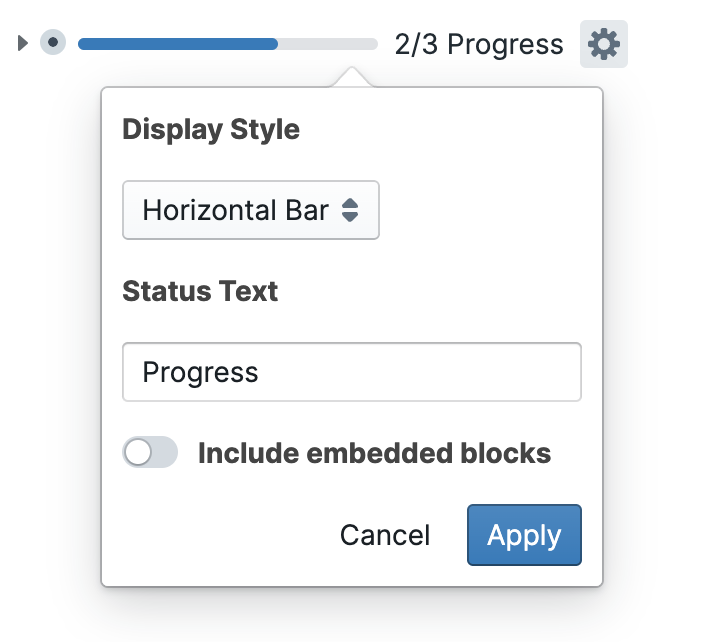 2/3 Progress
Display Style
Horizontal Bar
Status Text
Progress
Include embedded blocks
Cancel
Apply